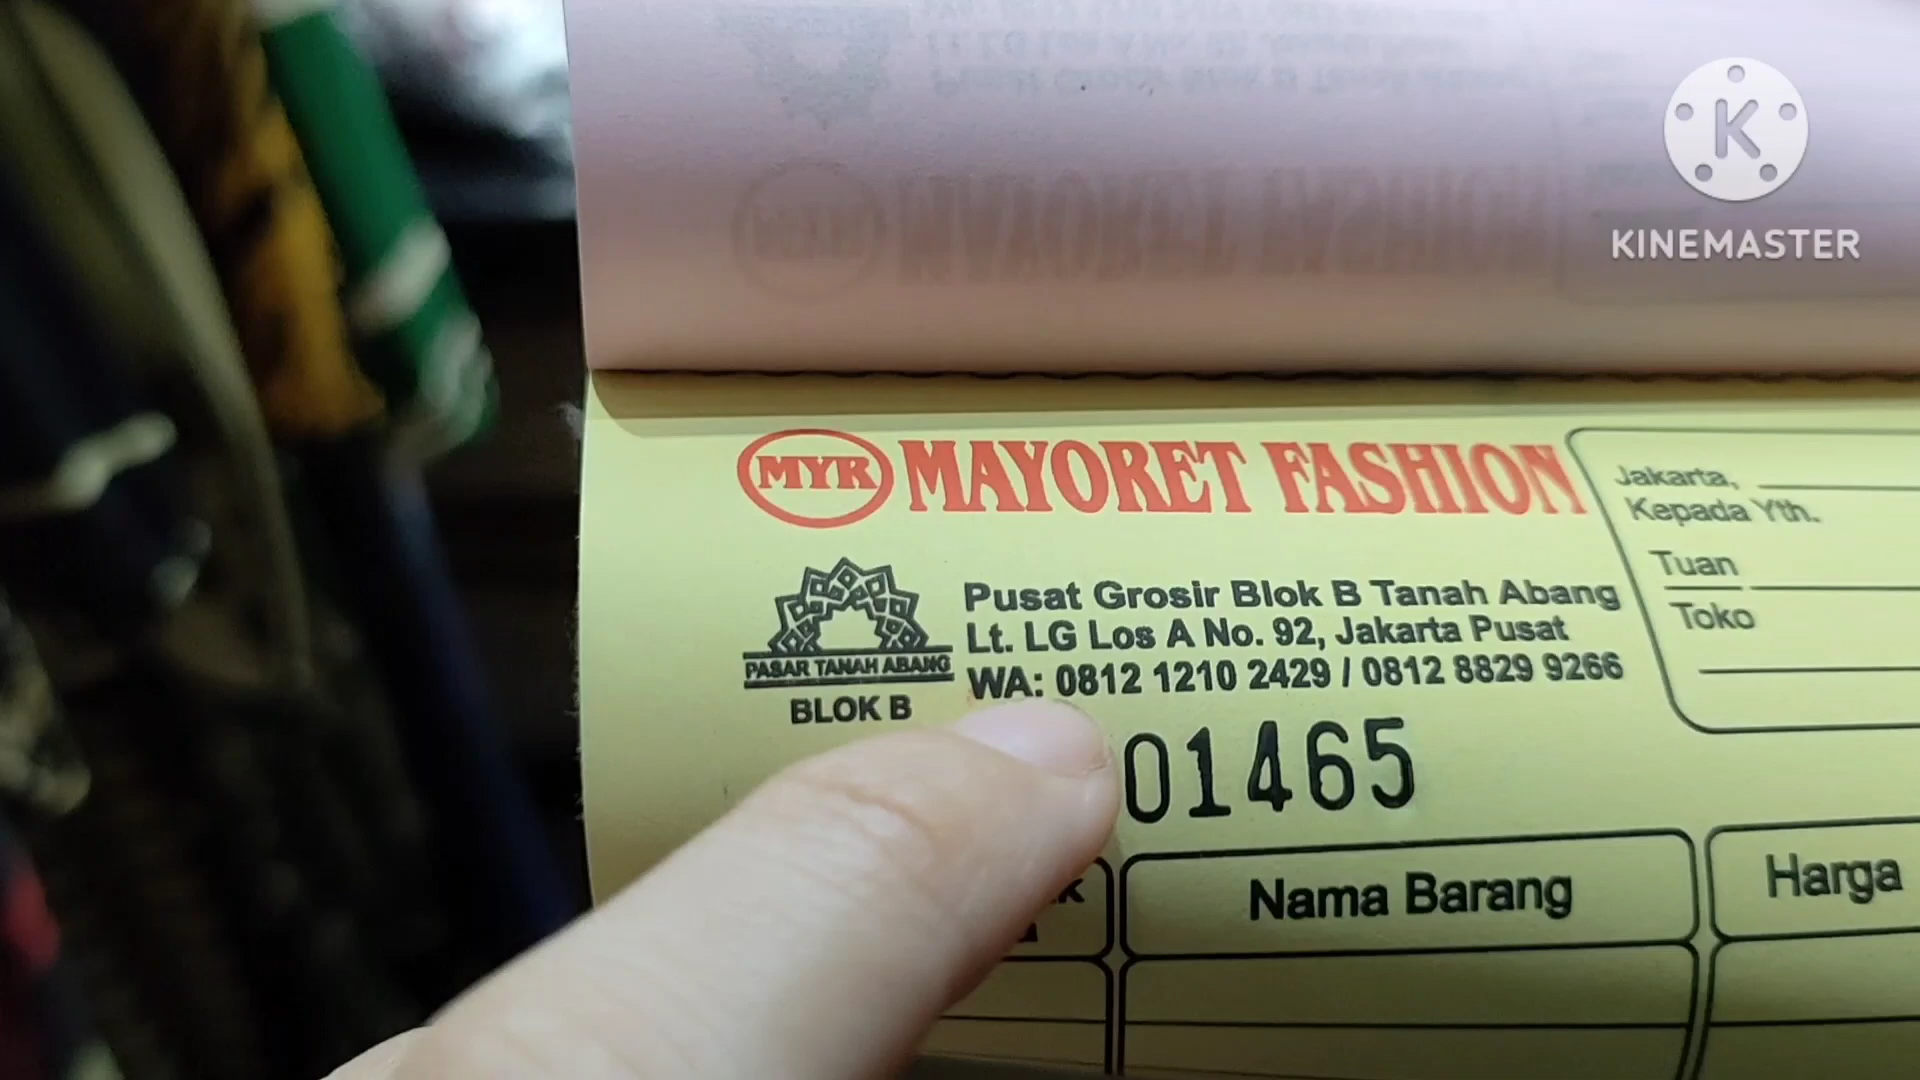 KINEMASTER
MYR MAYORET FASHION
Pusat Grosir Blok B Tanah Abang
Lt. LG Los A No. 92, Jakarta Pusat
WA: 0812 1210 2429 / 0812 8829 9266
PASAR TANAH ABANG
BLOK B
Jakarta,
Kepada Yth.
Tuan
Toko
01465
Nama Barang
Harga